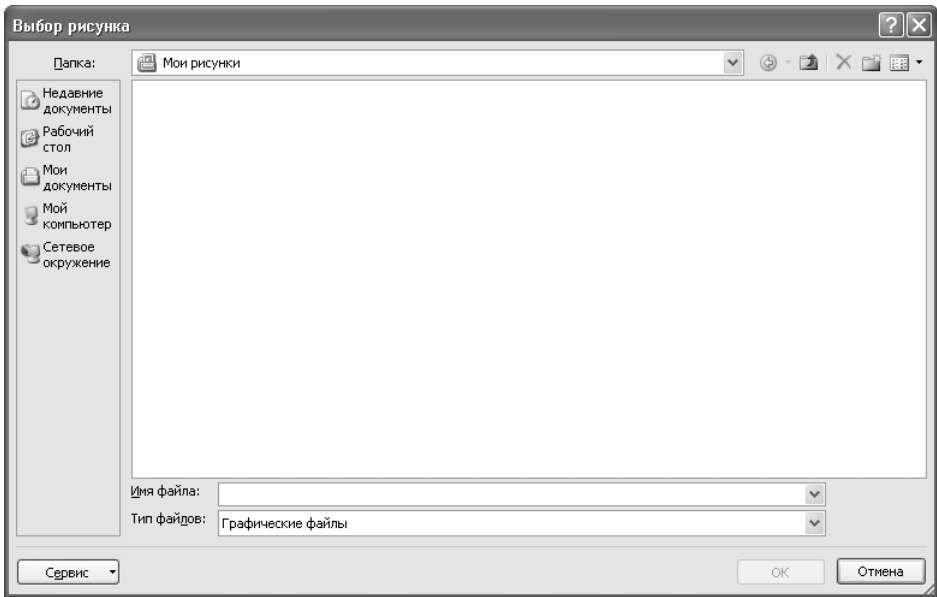 Выбор рисунка
Папка:
Мои рисунки
Недавние
документы
Рабочий
стол
Мои
документы
Мой
компьютер
Сетевое
окружение
Имя файла:
Тип файлов:
Графические файлы
Сервис
ОК
Отмена